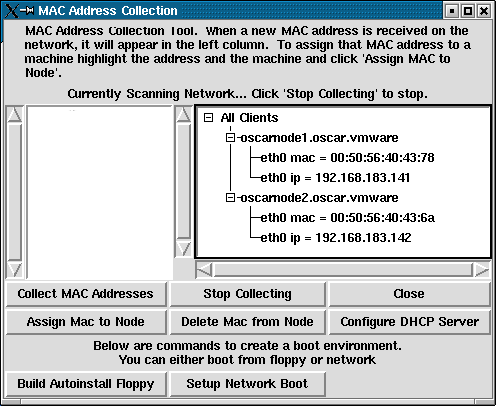 MAC Address Collection
MAC Address Collection Tool. When a new MAC address is received on the
network, it will appear in the left column. To assign that MAC address to a
machine highlight the address and the machine and click 'Assign MAC to
Node'.
Currently Scanning Network... Click 'Stop Collecting' to stop.
All Clients
oscarnode1.oscar.vmware
eth0 mac = 00:50:56:40:43:78
eth0 ip = 192.168.183.141
oscarnode2.oscar.vmware
eth0 mac = 00:50:56:40:43:6a
eth0 ip = 192.168.183.142
Collect MAC Addresses Stop Collecting Close
Assign Mac to Node Delete Mac from Node Configure DHCP Server
Below are commands to create a boot environment.
You can either boot from floppy or network
Build Autoinstall Floppy Setup Network Boot